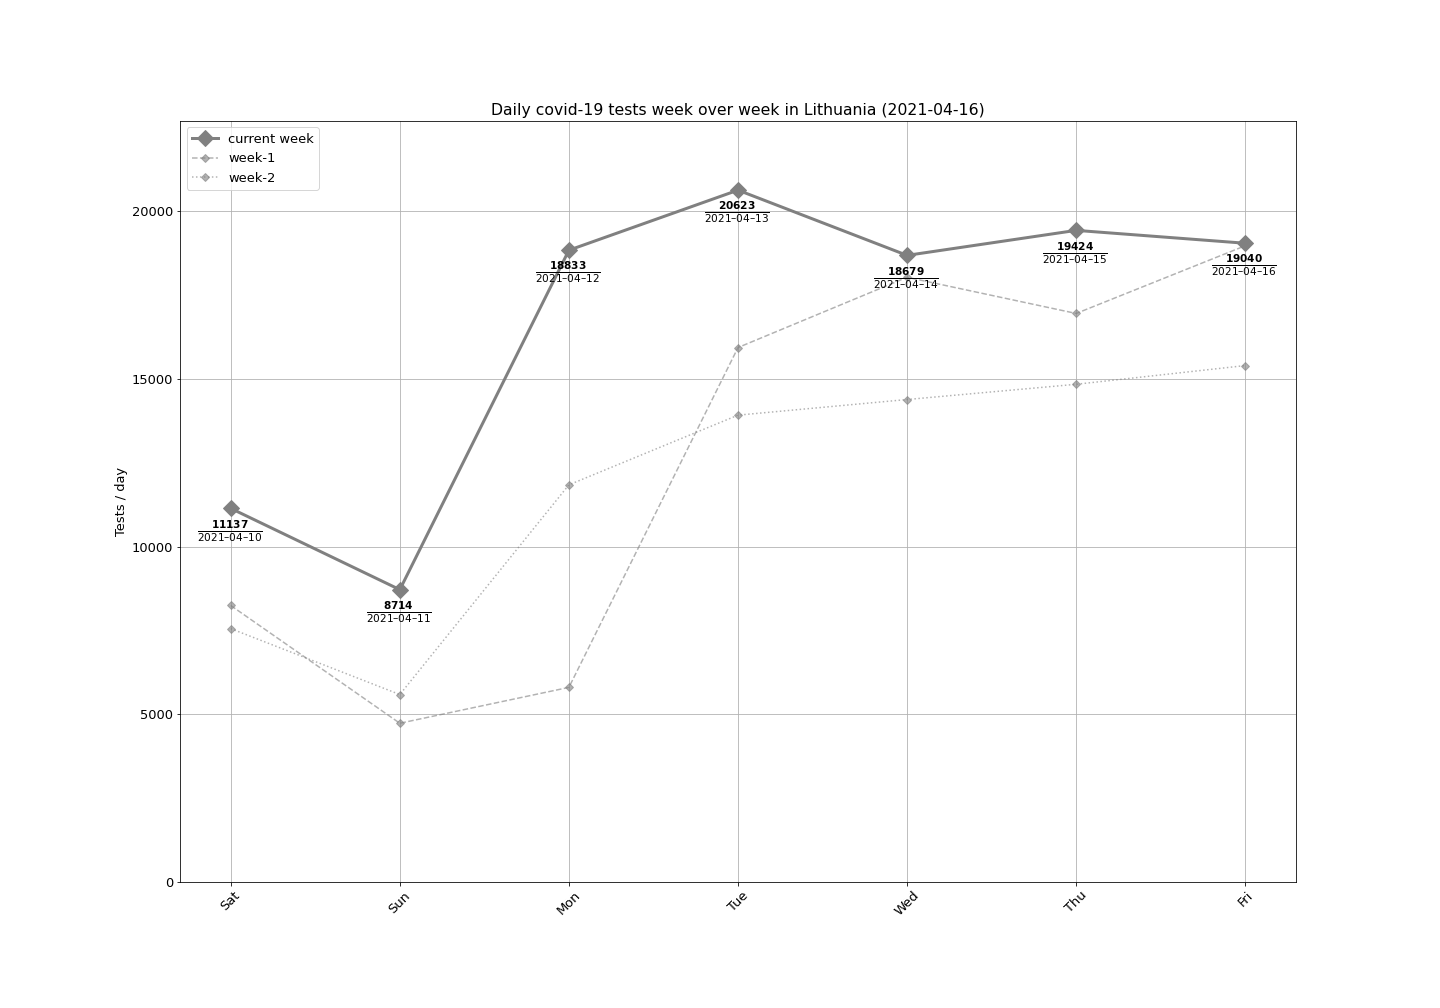 Daily covid-19 tests week over week in Lithuania (2021-04-16)
current week
week-1
week-2
Tests / day
20000
15000
10000
5000
0
11137
2021–04–10
8714
2021–04–11
18833
2021–04–12
20623
2021–04–13
18679
2021–04–14
19424
2021–04–15
19040
2021–04–16
Sat
Sun
Mon
Tue
Wed
Thu
Fri